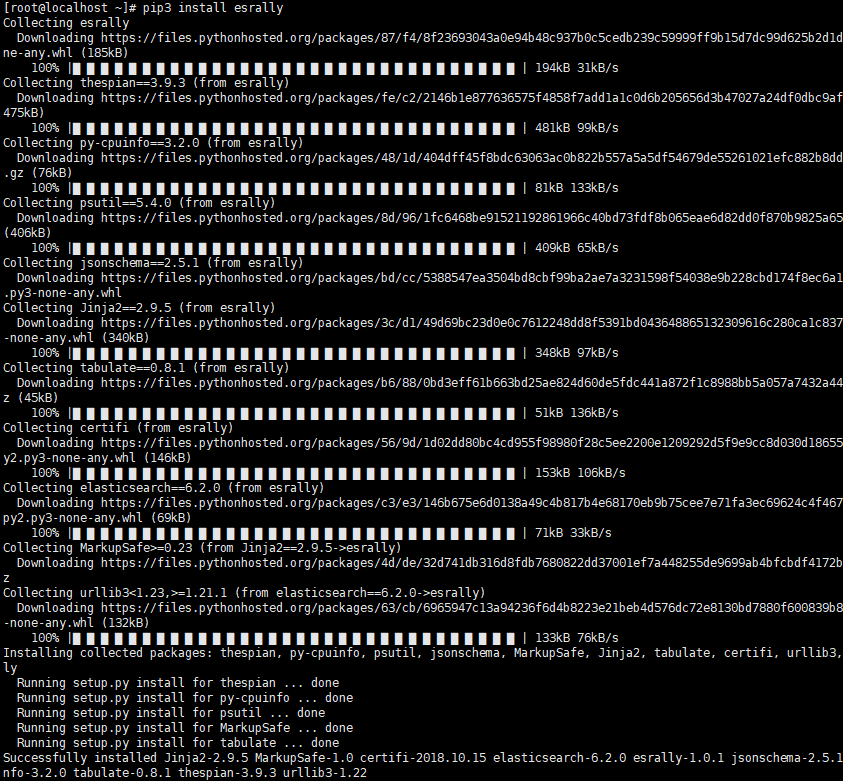 [root@localhost ~]# pip3 install esrally
Collecting esrally
  Downloading https://files.pythonhosted.org/packages/87/f4/8f23693043a0e94b48c937b0c5cedb239c59999ff9b15d7dc99d625b2d1d
ne-any.whl (185kB)
    100% |████████████████████████████████| 194kB 31kB/s
Collecting thespian==3.9.3 (from esrally)
  Downloading https://files.pythonhosted.org/packages/fe/c2/2146b1e877636575f4858f7add1a1c0d6b205656d3b47027a24df0dbc9af
475kB)
    100% |████████████████████████████████| 481kB 99kB/s
Collecting py-cpuinfo==3.2.0 (from esrally)
  Downloading https://files.pythonhosted.org/packages/48/1d/404dff45f8bdc63063ac0b822b557a5a5df54679de55261021efc882b8dd
.gz (76kB)
    100% |████████████████████████████████| 81kB 133kB/s
Collecting psutil==5.4.0 (from esrally)
  Downloading https://files.pythonhosted.org/packages/8d/96/1fc6468be91521192861966c40bd73fdf8b065eae6d82dd0f870b9825a65
(406kB)
    100% |████████████████████████████████| 409kB 65kB/s
Collecting jsonschema==2.5.1 (from esrally)
  Downloading https://files.pythonhosted.org/packages/bd/cc/5388547ea3504bd8cbf99ba2ae7a3231598f54038e9b228cbd174f8ec6a1
.py3-none-any.whl
Collecting Jinja2==2.9.5 (from esrally)
  Downloading https://files.pythonhosted.org/packages/3c/d1/49d69bc23d0e0c7612248dd8f5391bd043648865132309616c280ca1c837
-none-any.whl (340kB)
    100% |████████████████████████████████| 348kB 97kB/s
Collecting tabulate==0.8.1 (from esrally)
  Downloading https://files.pythonhosted.org/packages/b6/88/0bd3eff61b663bd25ae824d60de5fdc441a872f1c8988bb5a057a7432a44
z (45kB)
    100% |████████████████████████████████| 51kB 136kB/s
Collecting certifi (from esrally)
  Downloading https://files.pythonhosted.org/packages/56/9d/1d02dd80bc4cd955f98980f28c5ee2200e1209292d5f9e9cc8d030d18655
y2.py3-none-any.whl (146kB)
    100% |████████████████████████████████| 153kB 106kB/s
Collecting elasticsearch==6.2.0 (from esrally)
  Downloading https://files.pythonhosted.org/packages/c3/e3/146b675e6d0138a49c4b817b4e68170eb9b75cee7e71fa3ec69624c4f467
py2.py3-none-any.whl (69kB)
    100% |████████████████████████████████| 71kB 33kB/s
Collecting MarkupSafe>=0.23 (from Jinja2==2.9.5->esrally)
  Downloading https://files.pythonhosted.org/packages/4d/de/32d741db316d8fdb7680822dd37001ef7a448255de9699ab4bfcbdf4172b
z
Collecting urllib3<1.23,>=1.21.1 (from elasticsearch==6.2.0->esrally)
  Downloading https://files.pythonhosted.org/packages/63/cb/6965947c13a94236f6d4b8223e21beb4d576dc72e8130bd7880f600839b8
-none-any.whl (132kB)
    100% |████████████████████████████████| 133kB 76kB/s
Installing collected packages: thespian, py-cpuinfo, psutil, jsonschema, MarkupSafe, Jinja2, tabulate, certifi, urllib3,
ly
  Running setup.py install for thespian ... done
  Running setup.py install for py-cpuinfo ... done
  Running setup.py install for psutil ... done
  Running setup.py install for MarkupSafe ... done
  Running setup.py install for tabulate ... done
Successfully installed Jinja2-2.9.5 MarkupSafe-1.0 certifi-2018.10.15 elasticsearch-6.2.0 esrally-1.0.1 jsonschema-2.5.1
nfo-3.2.0 tabulate-0.8.1 thespian-3.9.3 urllib3-1.22